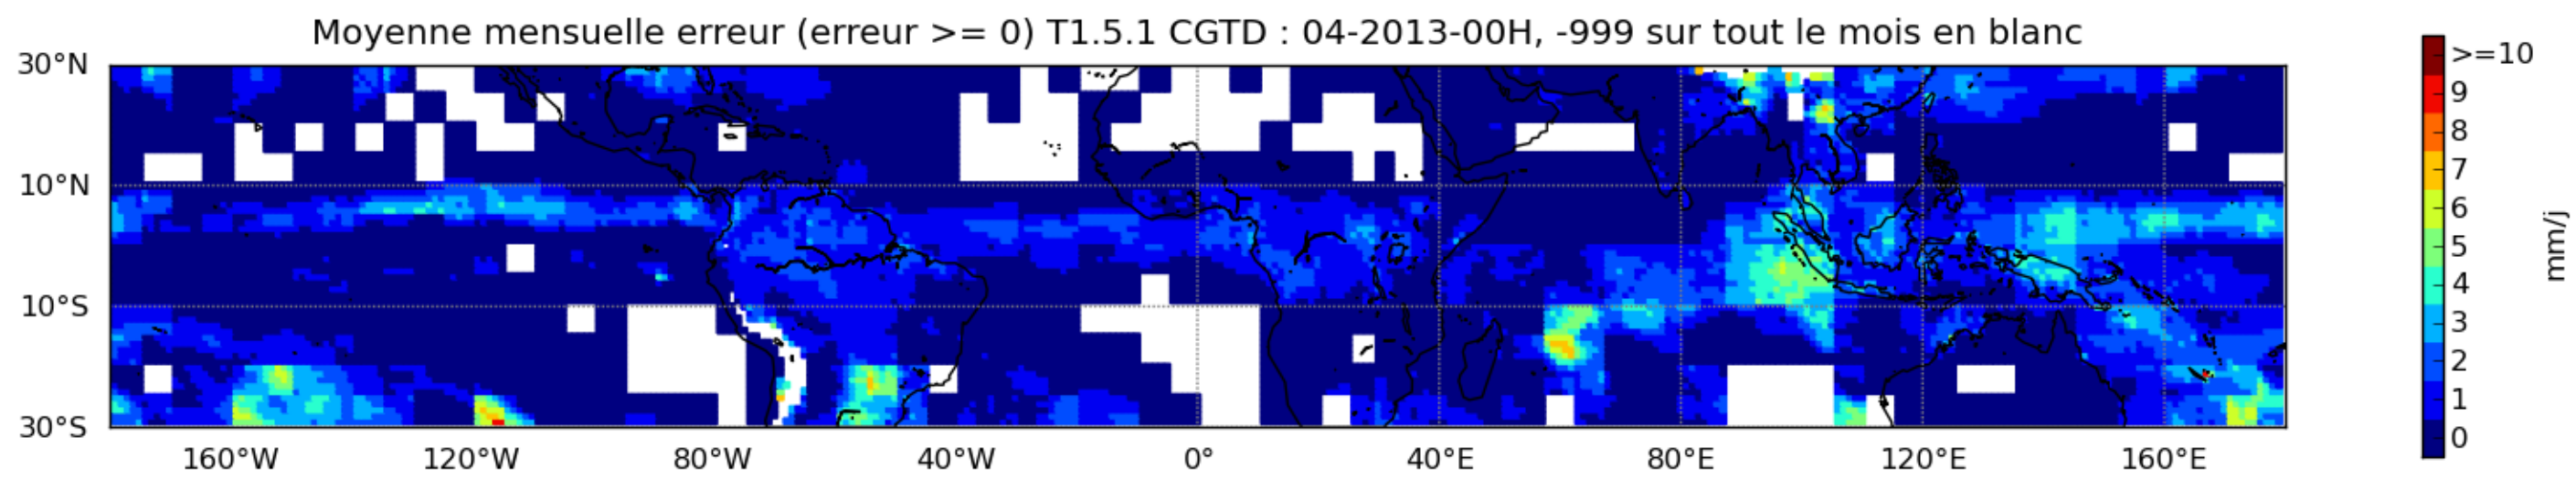 Moyenne mensuelle erreur (erreur >= 0) T1.5.1 CGTD : 04-2013-00H, -999 sur tout le mois en blanc
30°N
10°N
10°S
30°S
160°W 120°W 80°W 40°W 0° 40°E 80°E 120°E 160°E
>=10
9
8
7
6
5
4
3
2
1
0
mm/j